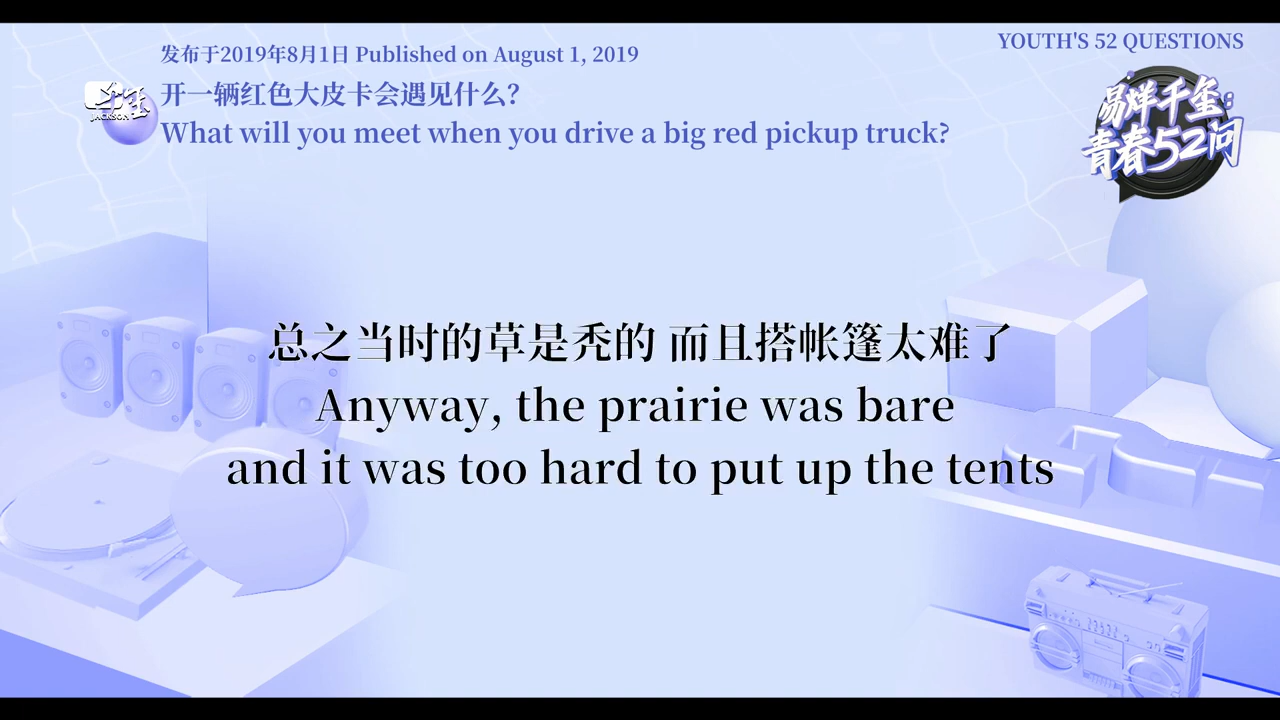 发布于2019年8月1日 Published on August 1, 2019
YOUTH'S 52 QUESTIONS
JACKSON
开一辆红色大皮卡会遇见什么?
What will you meet when you drive a big red pickup truck?
易烊千玺:
青春52问
总之当时的草是秃的 而且搭帐篷太难了
Anyway, the prairie was bare
and it was too hard to put up the tents